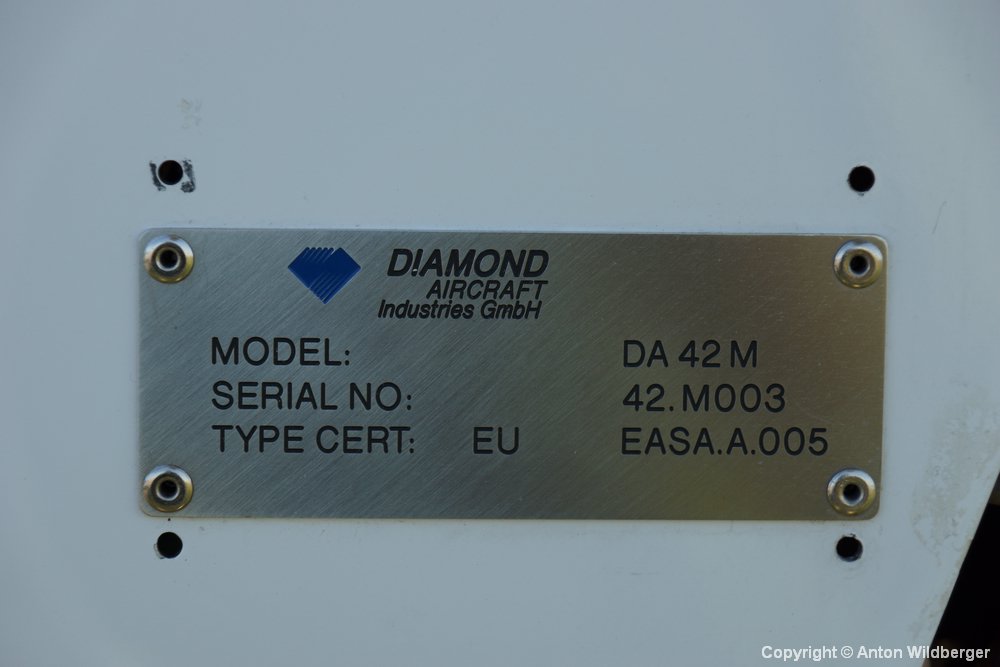 DIAMOND
AIRCRAFT
Industries GmbH
MODEL: DA 42 M
SERIAL NO: 42. M003
TYPE CERT: EU EASA.A.005
Copyright © Anton Wildberger